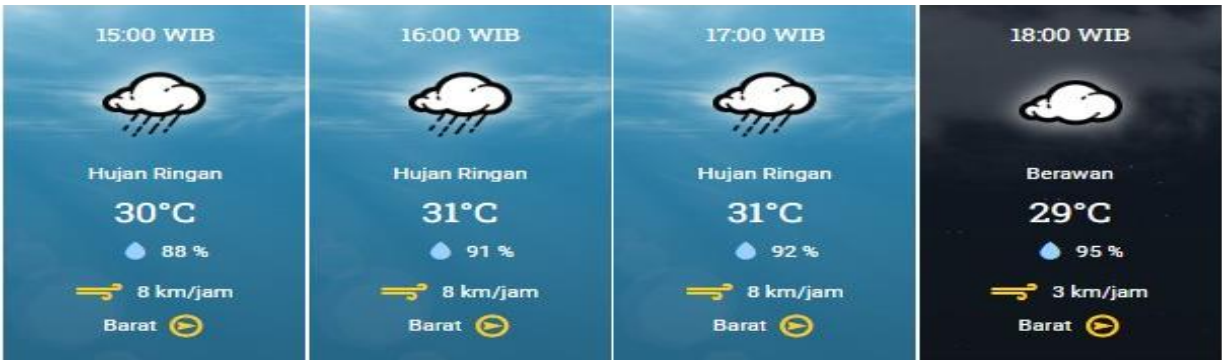 15:00 WIB
Hujan Ringan
30°C
88 %
8 km/jam
Barat
16:00 WIB
Hujan Ringan
31°C
91 %
8 km/jam
Barat
17:00 WIB
Hujan Ringan
31°C
92 %
8 km/jam
Barat
18:00 WIB
Berawan
29°C
95 %
3 km/jam
Barat